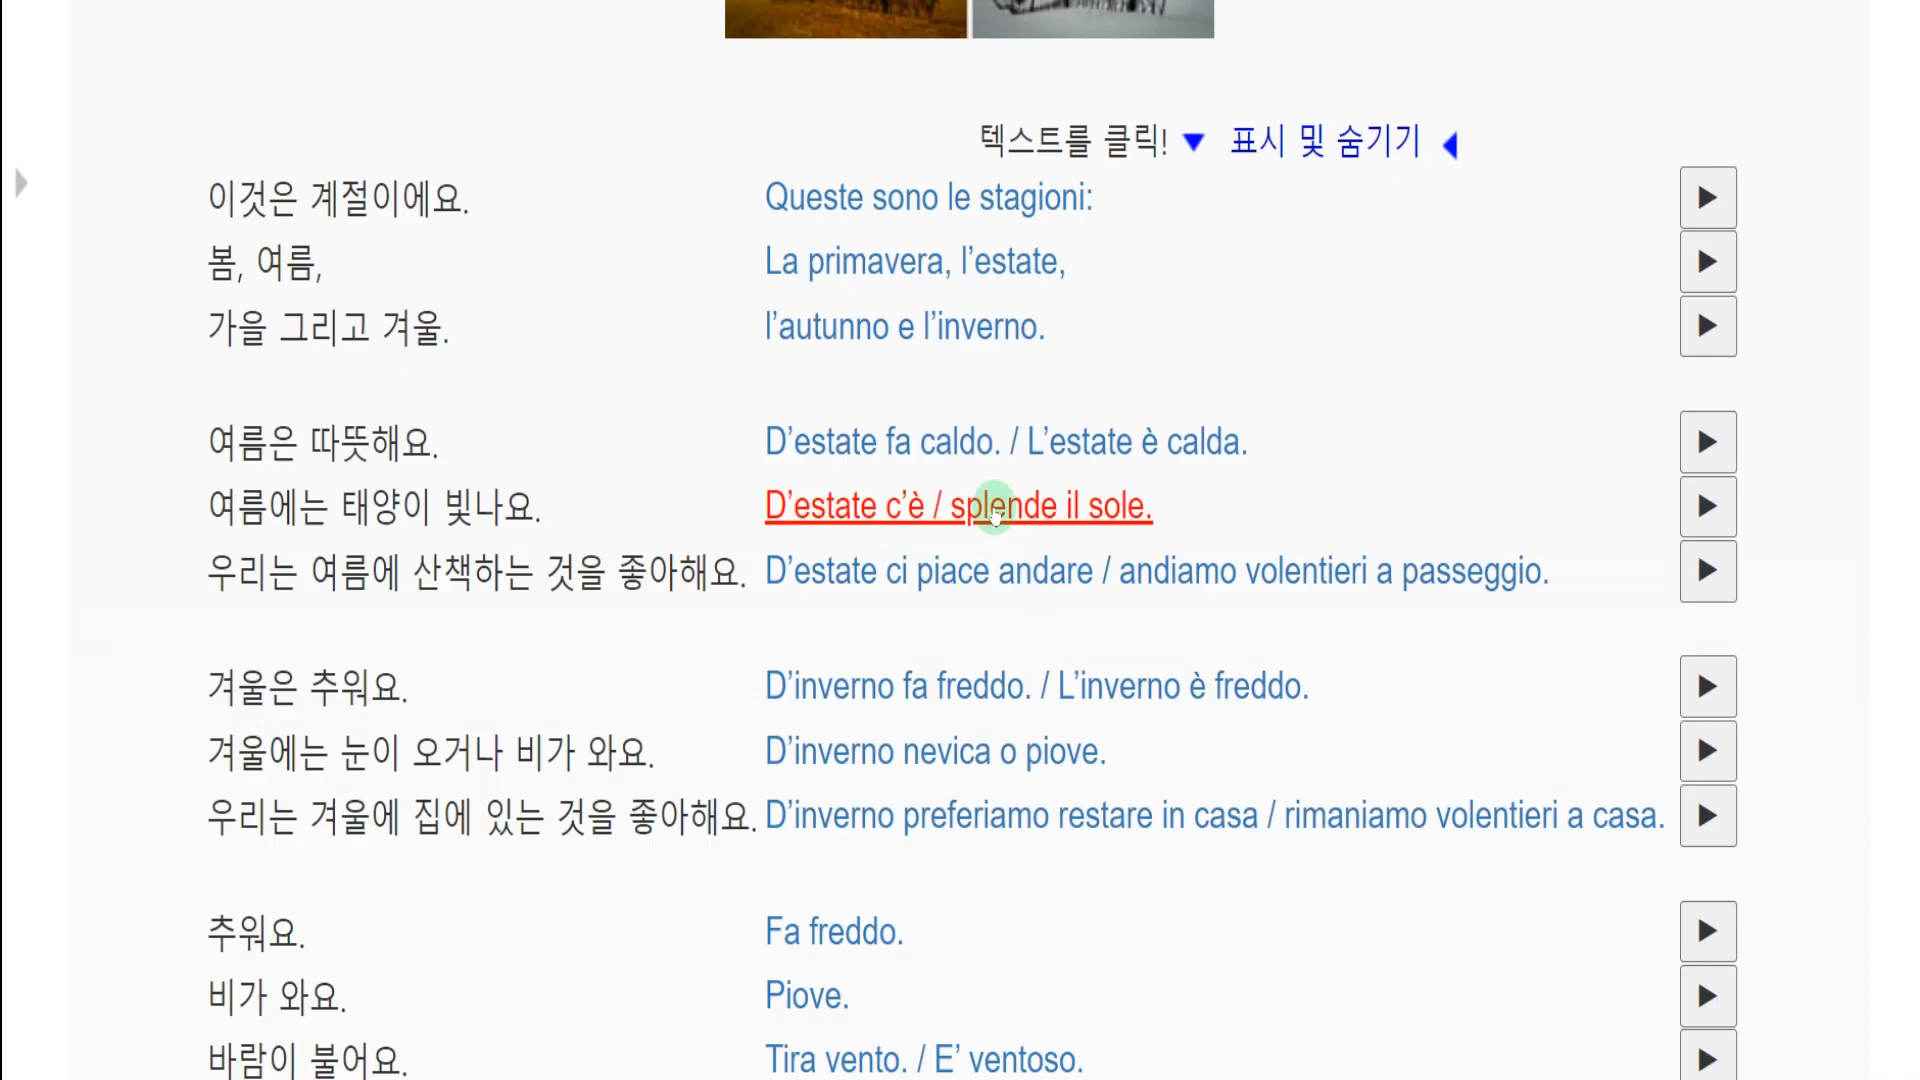 텍스트를 클릭! ▼ 표시 및 숨기기 ◀
이것은 계절이에요. Queste sono le stagioni:
봄, 여름, La primavera, l’estate,
가을 그리고 겨울. l’autunno e l’inverno.
여름은 따뜻해요. D’estate fa caldo. / L’estate è calda.
여름에는 태양이 빛나요. D’estate c’è / splende il sole.
우리는 여름에 산책하는 것을 좋아해요. D’estate ci piace andare / andiamo volentieri a passeggio.
겨울은 추워요. D’inverno fa freddo. / L’inverno è freddo.
겨울에는 눈이 오거나 비가 와요. D’inverno nevica o piove.
우리는 겨울에 집에 있는 것을 좋아해요. D’inverno preferiamo restare in casa / rimaniamo volentieri a casa.
추워요. Fa freddo.
비가 와요. Piove.
바람이 불어요. Tira vento. / E’ ventoso.